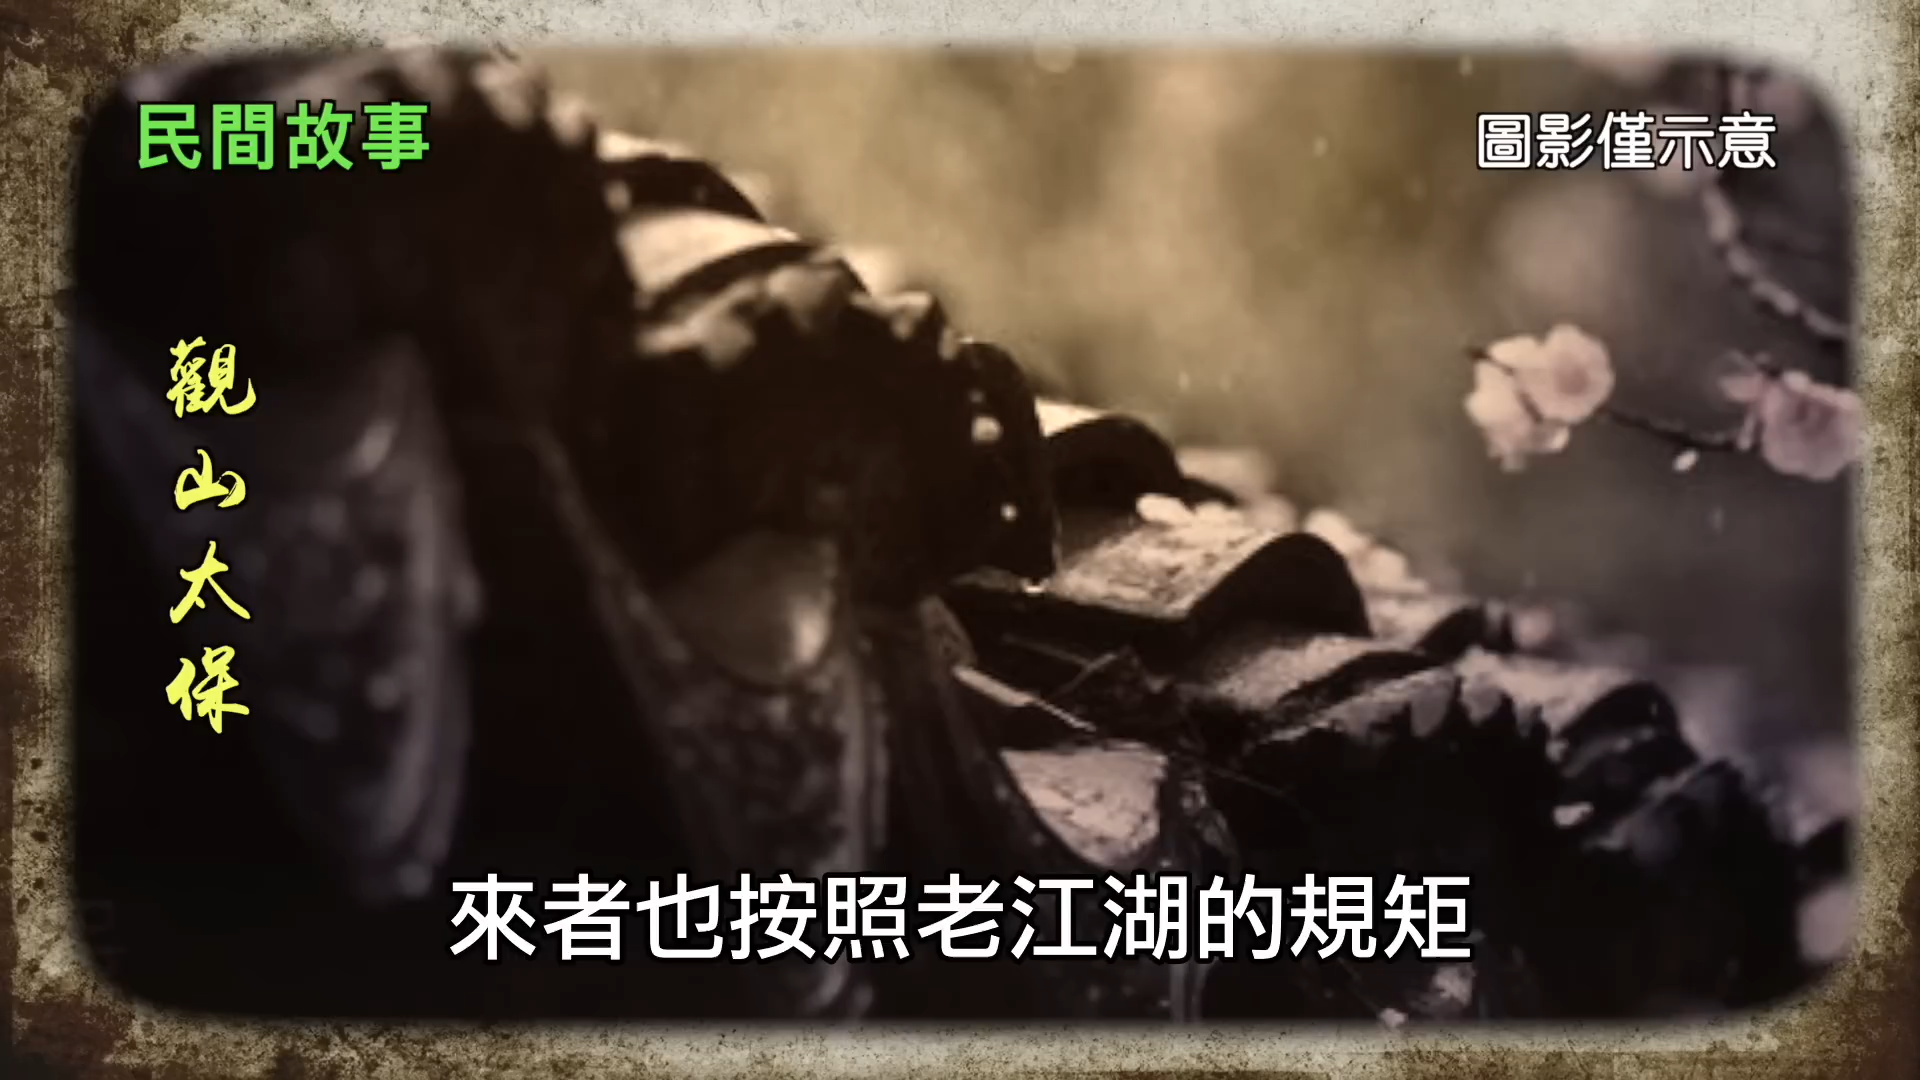 民間故事
圖影僅示意
觀山太保
來者也按照老江湖的規矩